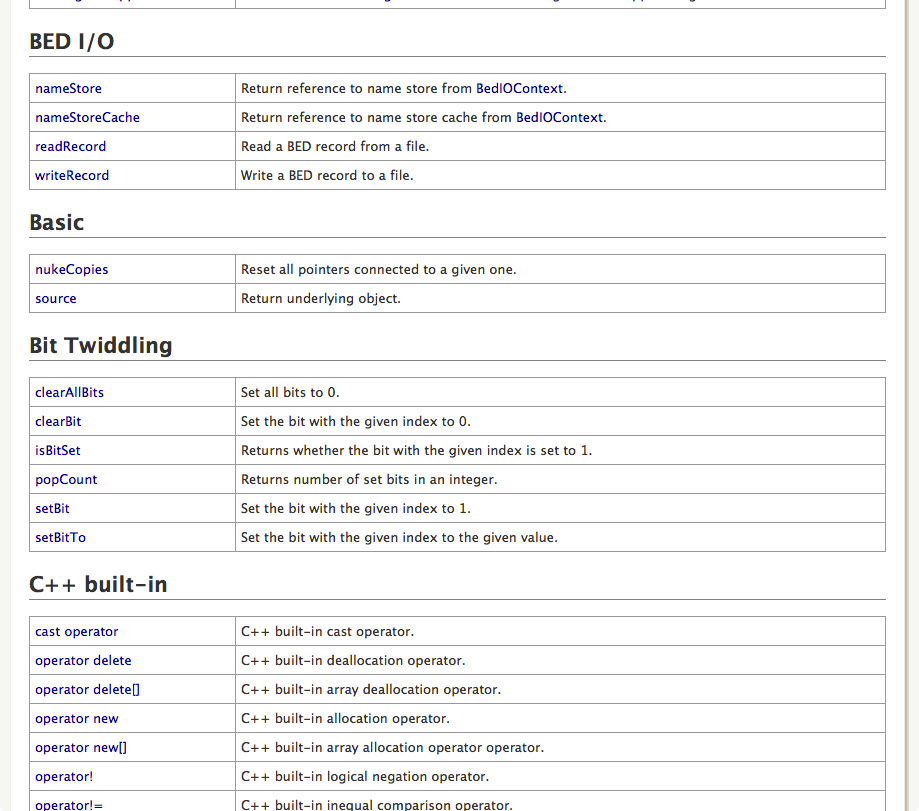 BED I/O
nameStore Return reference to name store from BedIOContext.
nameStoreCache Return reference to name store cache from BedIOContext.
readRecord Read a BED record from a file.
writeRecord Write a BED record to a file.
Basic
nukeCopies Reset all pointers connected to a given one.
source Return underlying object.
Bit Twiddling
clearAllBits Set all bits to 0.
clearBit Set the bit with the given index to 0.
isBitSet Returns whether the bit with the given index is set to 1.
popCount Returns number of set bits in an integer.
setBit Set the bit with the given index to 1.
setBitTo Set the bit with the given index to the given value.
C++ built-in
cast operator C++ built-in cast operator.
operator delete C++ built-in deallocation operator.
operator delete[] C++ built-in array deallocation operator.
operator new C++ built-in allocation operator.
operator new[] C++ built-in array allocation operator operator.
operator! C++ built-in logical negation operator.
operator!= C++ built-in inequal comparison operator.